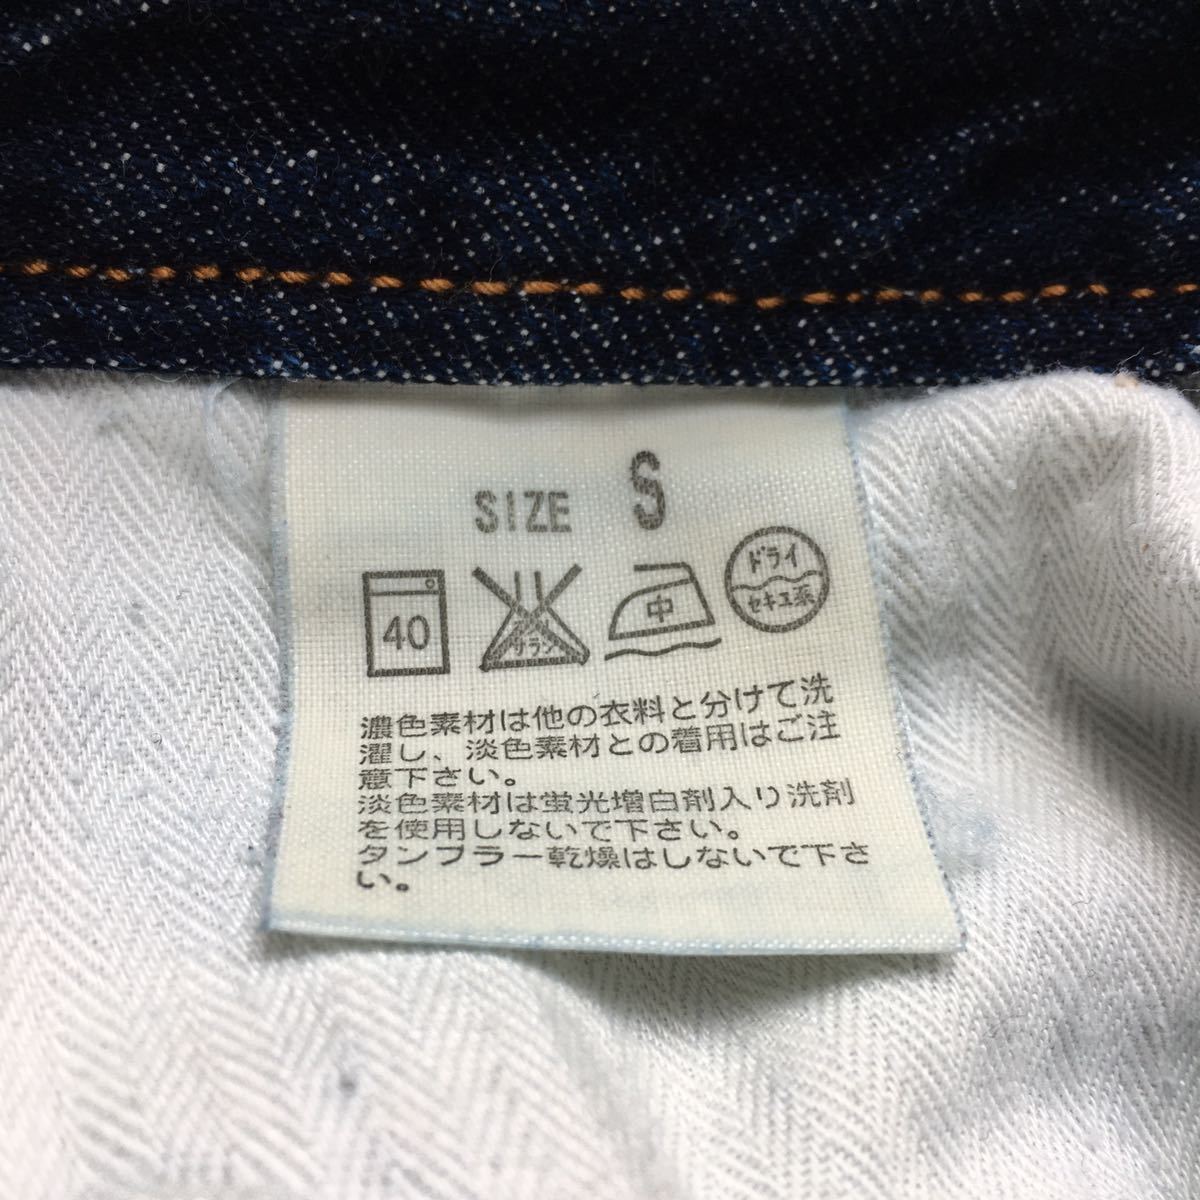 SIZE S
40 サラシ 中 ドライ
セキユ系
濃色素材は他の衣料と分けて洗
濯し、淡色素材との着用はご注
意下さい。
淡色素材は蛍光増白剤入り洗剤
を使用しないで下さい。
タンブラー乾燥はしないで下さ
い。